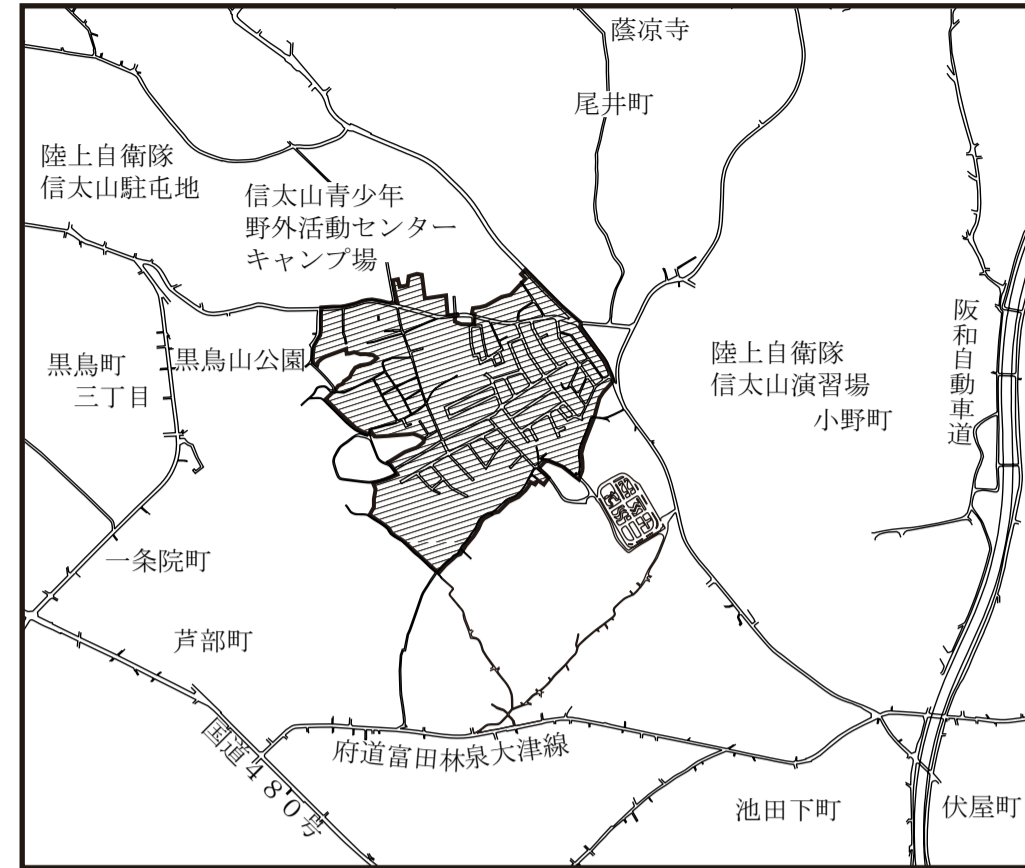 蔭凉寺
尾井町
陸上自衛隊
信太山駐屯地
信太山青少年
野外活動センター
キャンプ場
黒鳥町
三丁目
黒鳥山公園
陸上自衛隊
信太山演習場
小野町
阪和自動車道
一条院町
芦部町
国道480号
府道富田林泉大津線
池田下町
伏屋町